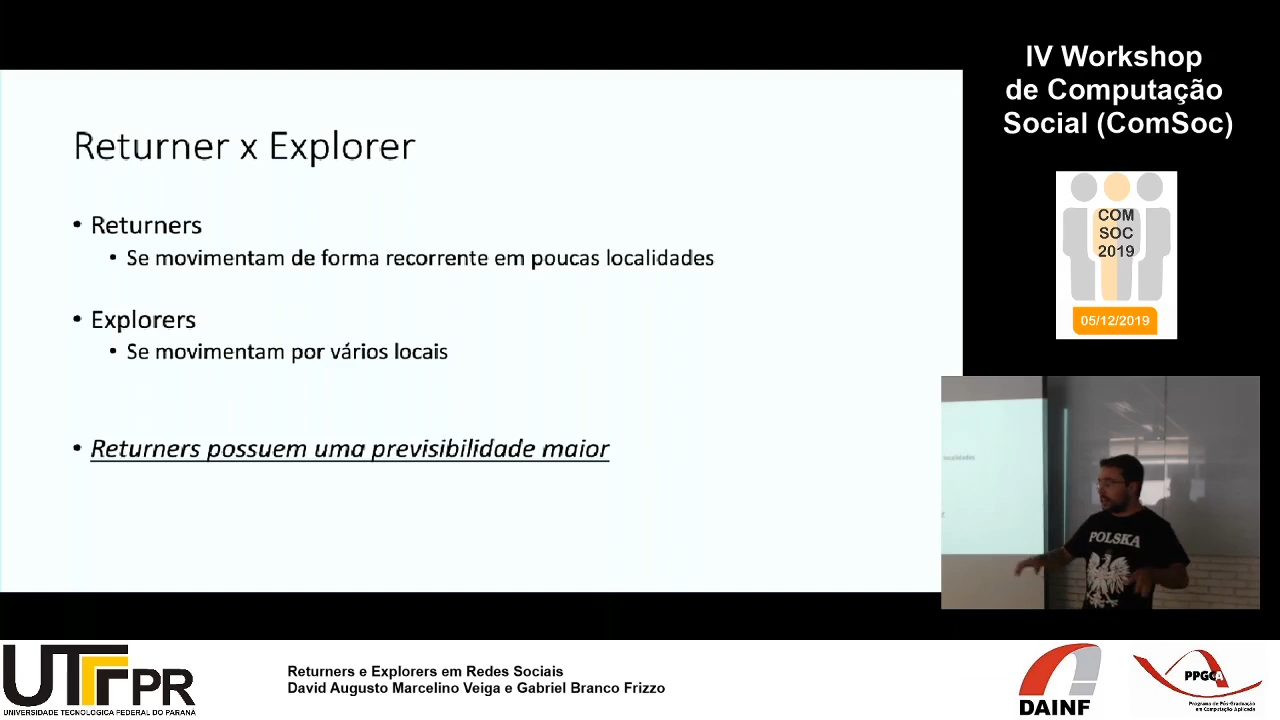 IV Workshop
de Computação
Social (ComSoc)
COM
SOC
2019
05/12/2019
Returner x Explorer
• Returners
• Se movimentam de forma recorrente em poucas localidades
• Explorers
• Se movimentam por vários locais
• Returners possuem uma previsibilidade maior
localidades
POLSKA
UTFPR
UNIVERSIDADE TECNOLÓGICA FEDERAL DO PARANÁ
Returners e Explorers em Redes Sociais
David Augusto Marcelino Veiga e Gabriel Branco Frizzo
DAINF
PPGCA
Programa de Pós-Graduação
em Computação Aplicada